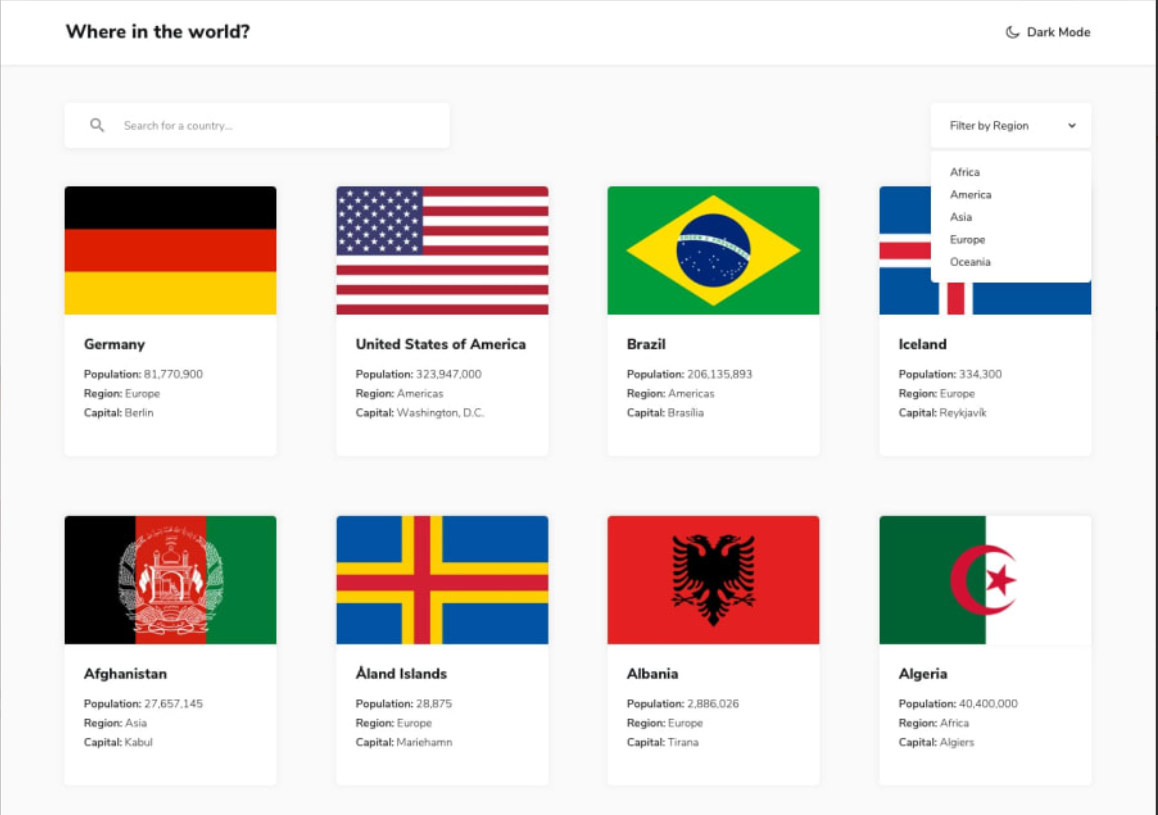 Where in the world?
Dark Mode
Search for a country...
Filter by Region
Africa
America
Asia
Europe
Oceania
Germany
Population: 81,770,900
Region: Europe
Capital: Berlin
United States of America
Population: 323,947,000
Region: Americas
Capital: Washington, D.C.
Brazil
Population: 206,135,893
Region: Americas
Capital: Brasília
Iceland
Population: 334,300
Region: Europe
Capital: Reykjavík
Afghanistan
Population: 27,657,145
Region: Asia
Capital: Kabul
Åland Islands
Population: 28,875
Region: Europe
Capital: Mariehamn
Albania
Population: 2,886,026
Region: Europe
Capital: Tirana
Algeria
Population: 40,400,000
Region: Africa
Capital: Algiers